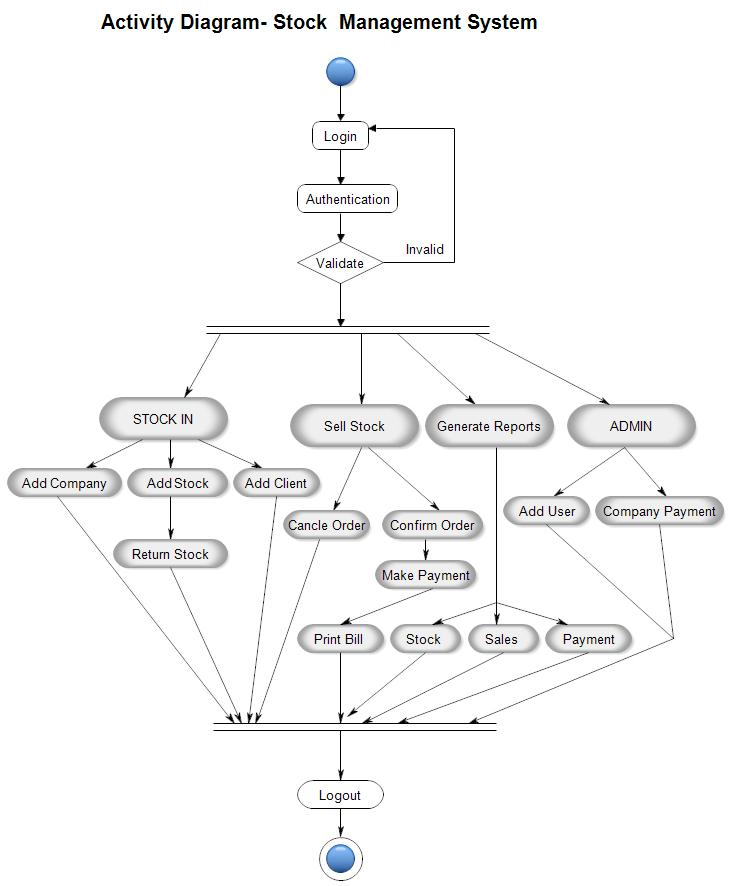 Activity Diagram- Stock Management System
Login
Authentication
Invalid
Validate
STOCK IN
Sell Stock
Generate Reports
ADMIN
Add Company
Add Stock
Add Client
Add User
Company Payment
Cancle Order
Confirm Order
Return Stock
Make Payment
Print Bill
Stock
Sales
Payment
Logout